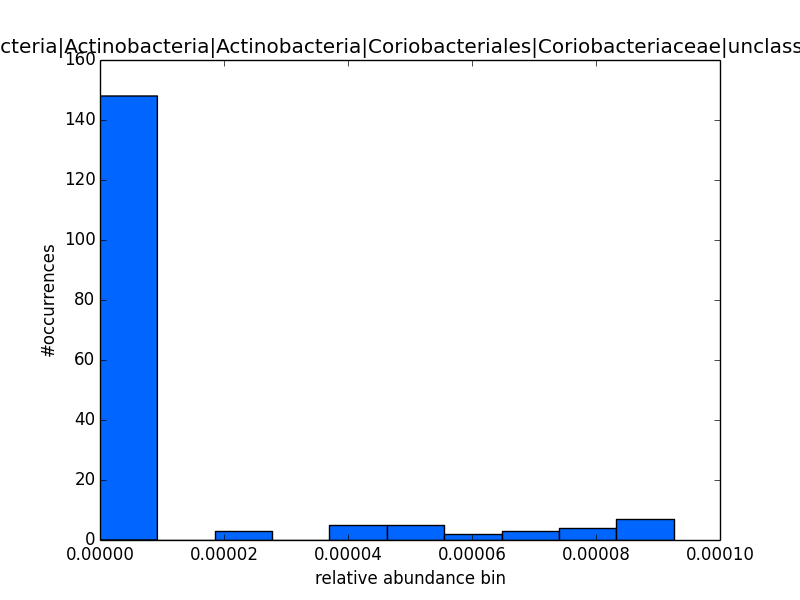 cteria|Actinobacteria|Actinobacteria|Coriobacteriales|Coriobacteriaceae|unclass
160
140
120
100
80
60
40
20
0
#occurrences
0.00000 0.00002 0.00004 0.00006 0.00008 0.00010
relative abundance bin